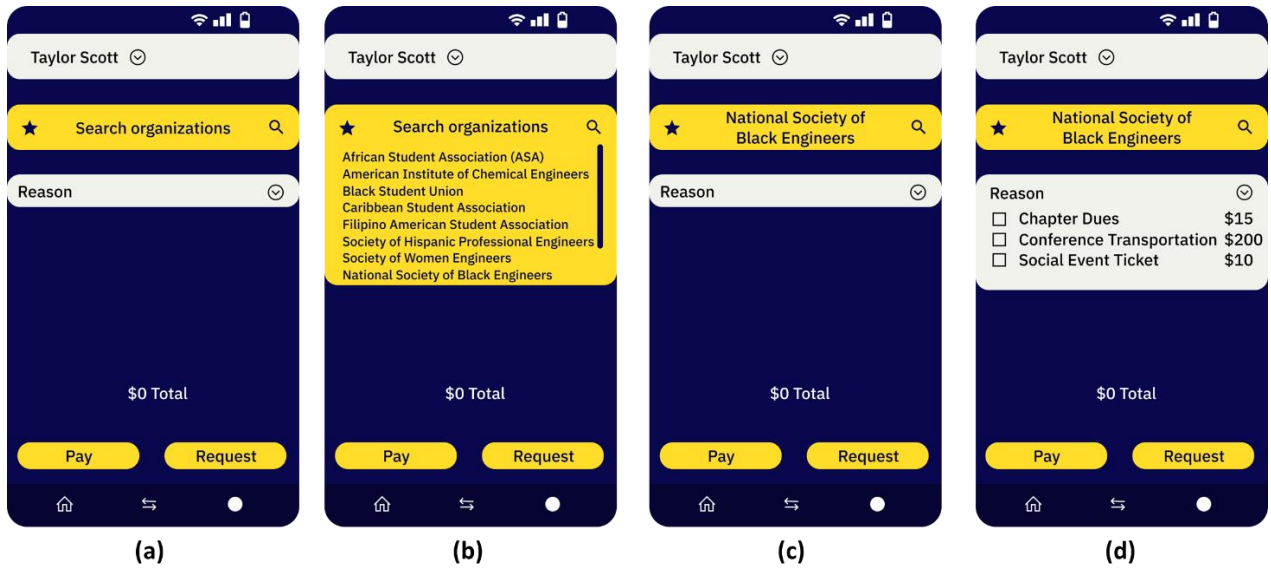 Taylor Scott
Search organizations
Reason
$0 Total
Pay
Request
(a)
Taylor Scott
Search organizations
African Student Association (ASA)
American Institute of Chemical Engineers
Black Student Union
Caribbean Student Association
Filipino American Student Association
Society of Hispanic Professional Engineers
Society of Women Engineers
National Society of Black Engineers
$0 Total
Pay
Request
(b)
Taylor Scott
National Society of
Black Engineers
Reason
$0 Total
Pay
Request
(c)
Taylor Scott
National Society of
Black Engineers
Reason
Chapter Dues $15
Conference Transportation $200
Social Event Ticket $10
$0 Total
Pay
Request
(d)